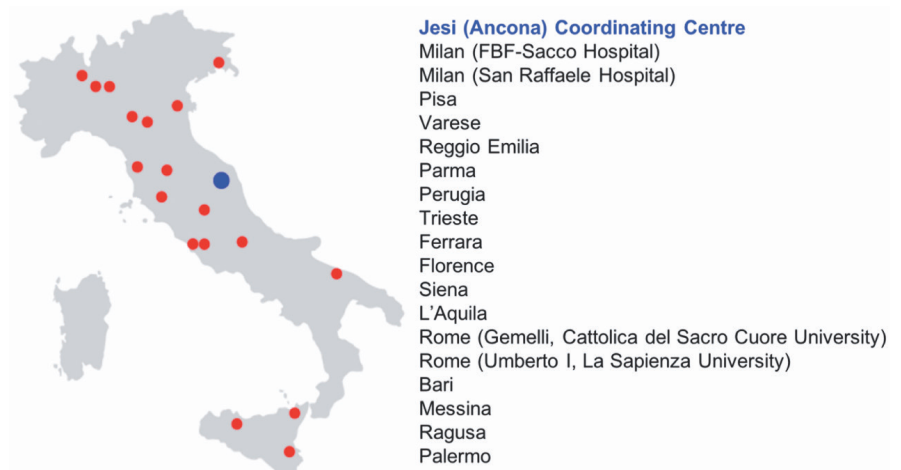 Jesi (Ancona) Coordinating Centre
Milan (FBF-Sacco Hospital)
Milan (San Raffaele Hospital)
Pisa
Varese
Reggio Emilia
Parma
Perugia
Trieste
Ferrara
Florence
Siena
L’Aquila
Rome (Gemelli, Cattolica del Sacro Cuore University)
Rome (Umberto I, La Sapienza University)
Bari
Messina
Ragusa
Palermo